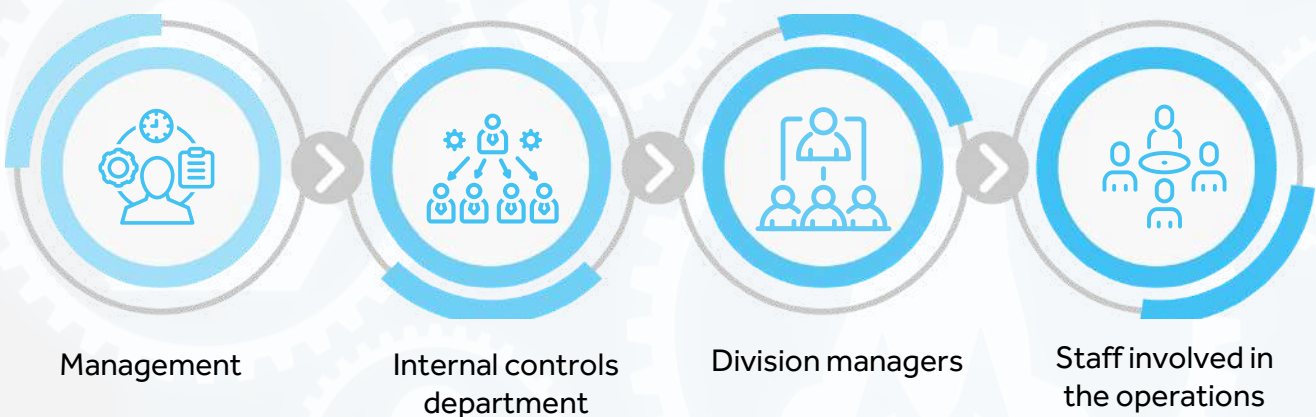 Management
Internal controls
department
Division managers
Staff involved in
the operations